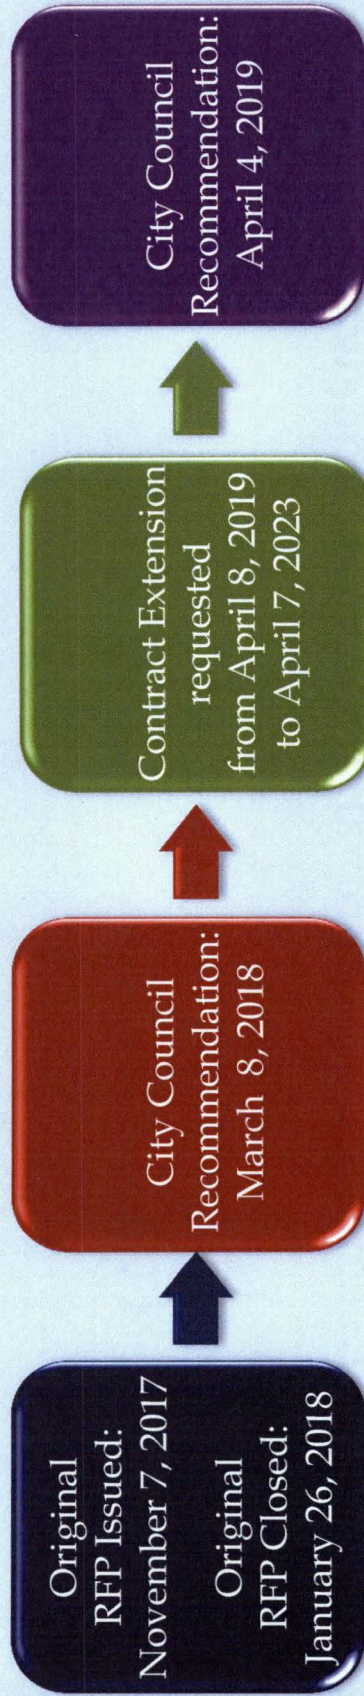 Original
RFP Issued:
November 7, 2017
Original
RFP Closed:
January 26, 2018
City Council
Recommendation:
March 8, 2018
Contract Extension
requested
from April 8, 2019
to April 7, 2023
City Council
Recommendation:
April 4, 2019